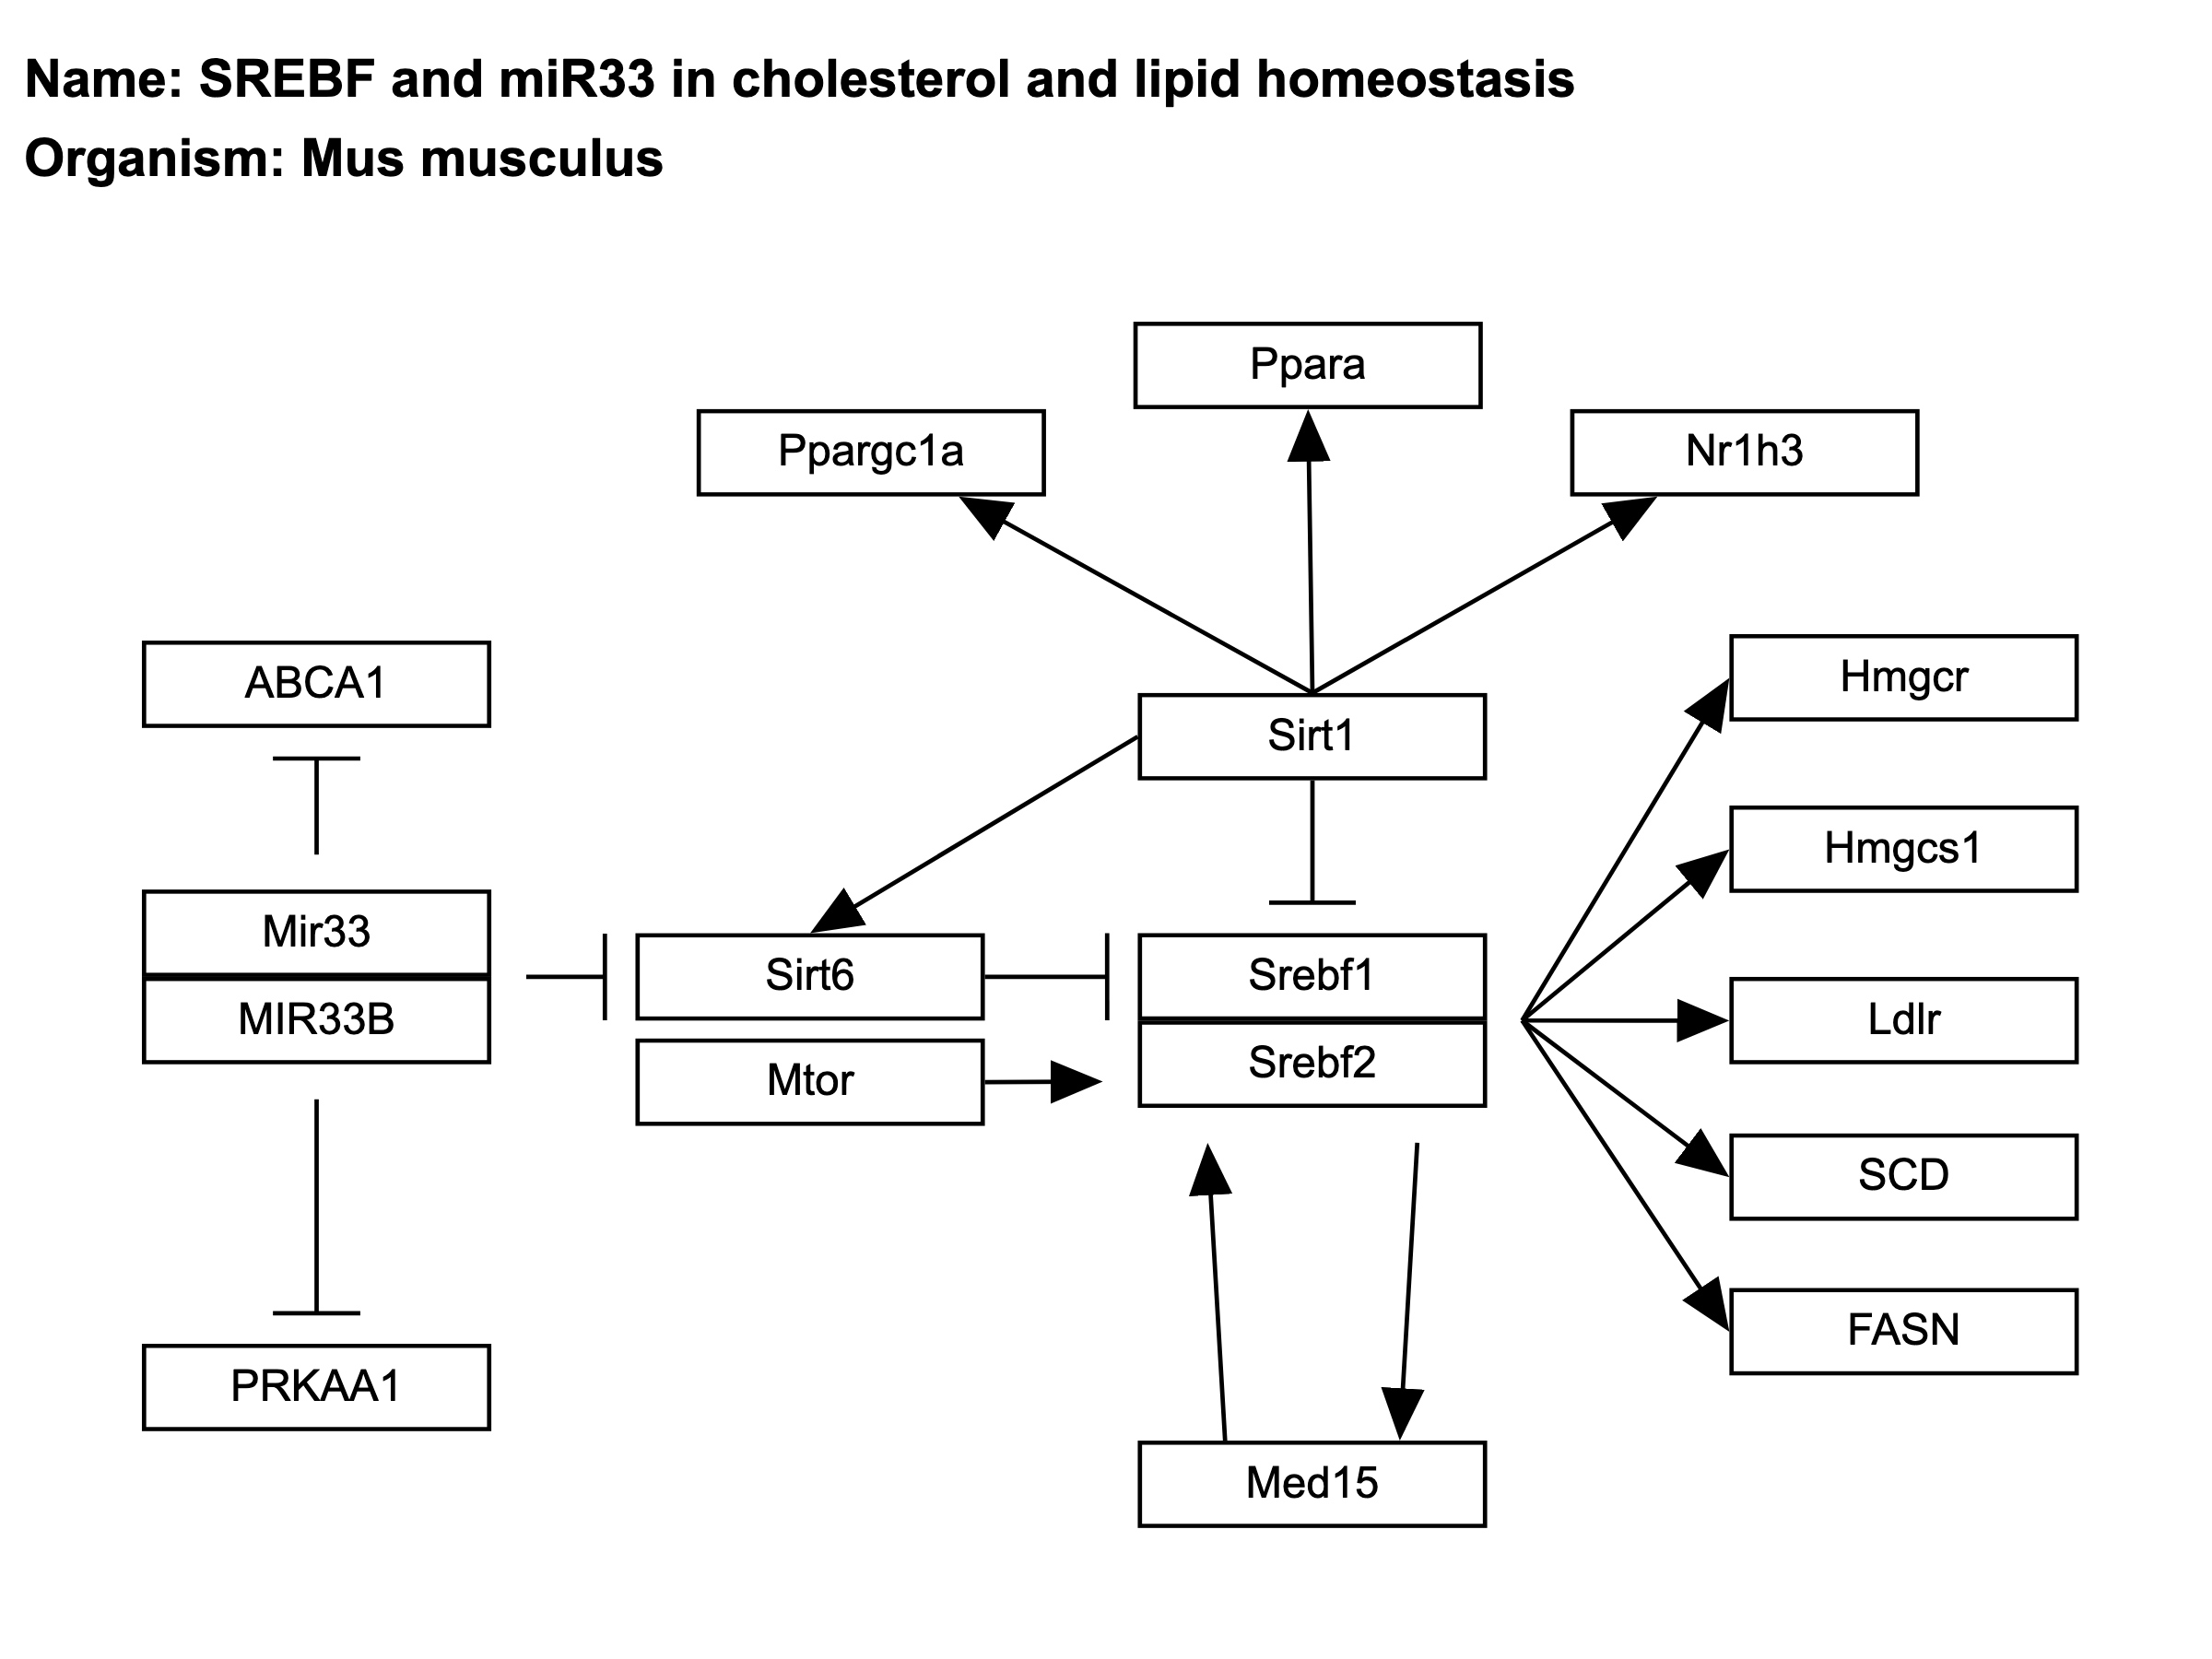 Name: SREBF and miR33 in cholesterol and lipid homeostasis
Organism: Mus musculus
Ppara
Ppargc1a
Nr1h3
ABCA1
Sirt1
Hmgcr
Hmgcs1
Mir33
MIR33B
Sirt6
Mtor
Srebf1
Srebf2
Ldlr
SCD
FASN
PRKAA1
Med15